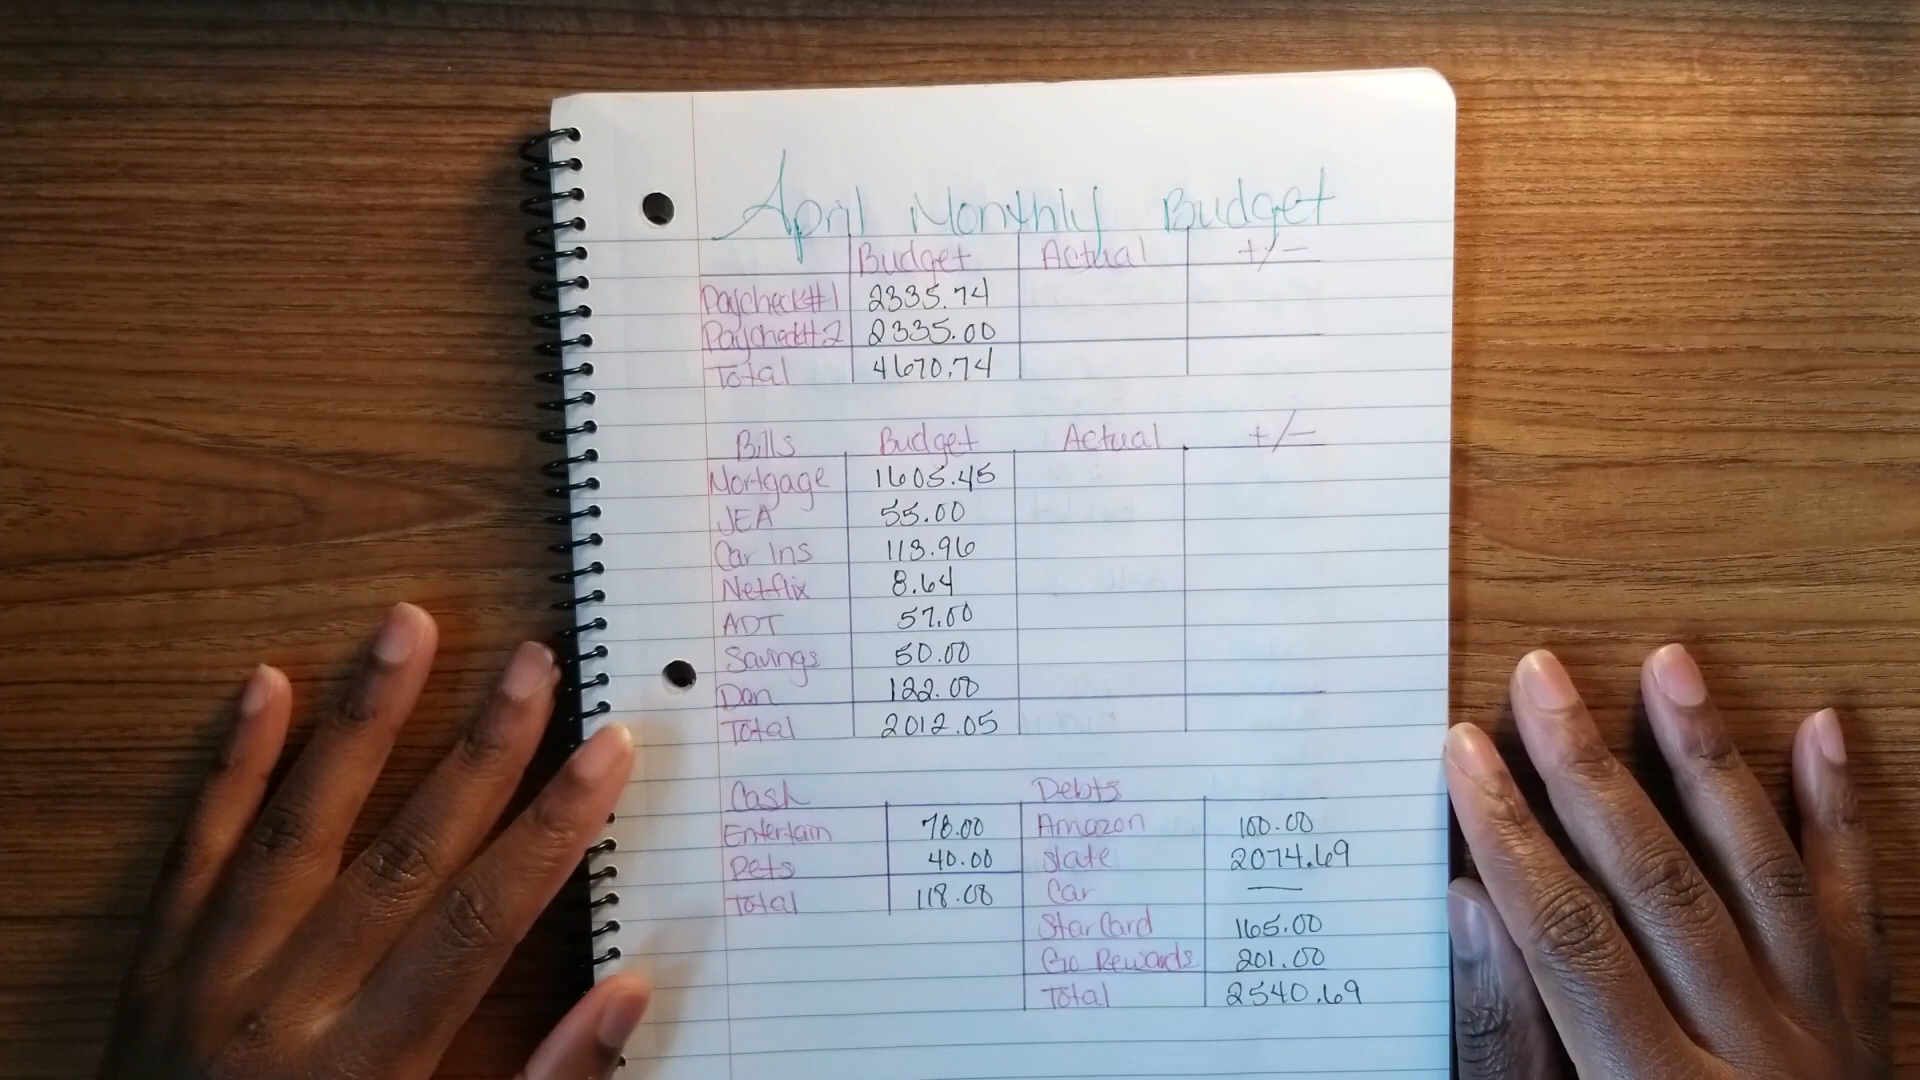 April Monthly Budget
Budget Actual +/-
Paycheck#1 2335.74
Paycheck#2 2335.00
Total 4670.74
Bills Budget Actual +/-
Mortgage 1605.45
JEA 55.00
Car Ins 113.96
Netflix 8.64
ADT 57.00
Savings 50.00
Dan 122.00
Total 2012.05
Cash Debts
Entertain 78.00 Amazon 100.00
Pets 40.00 Slate 2074.69
Total 118.00 Car —
Star Card 165.00
Go Rewards 201.00
Total 2540.69